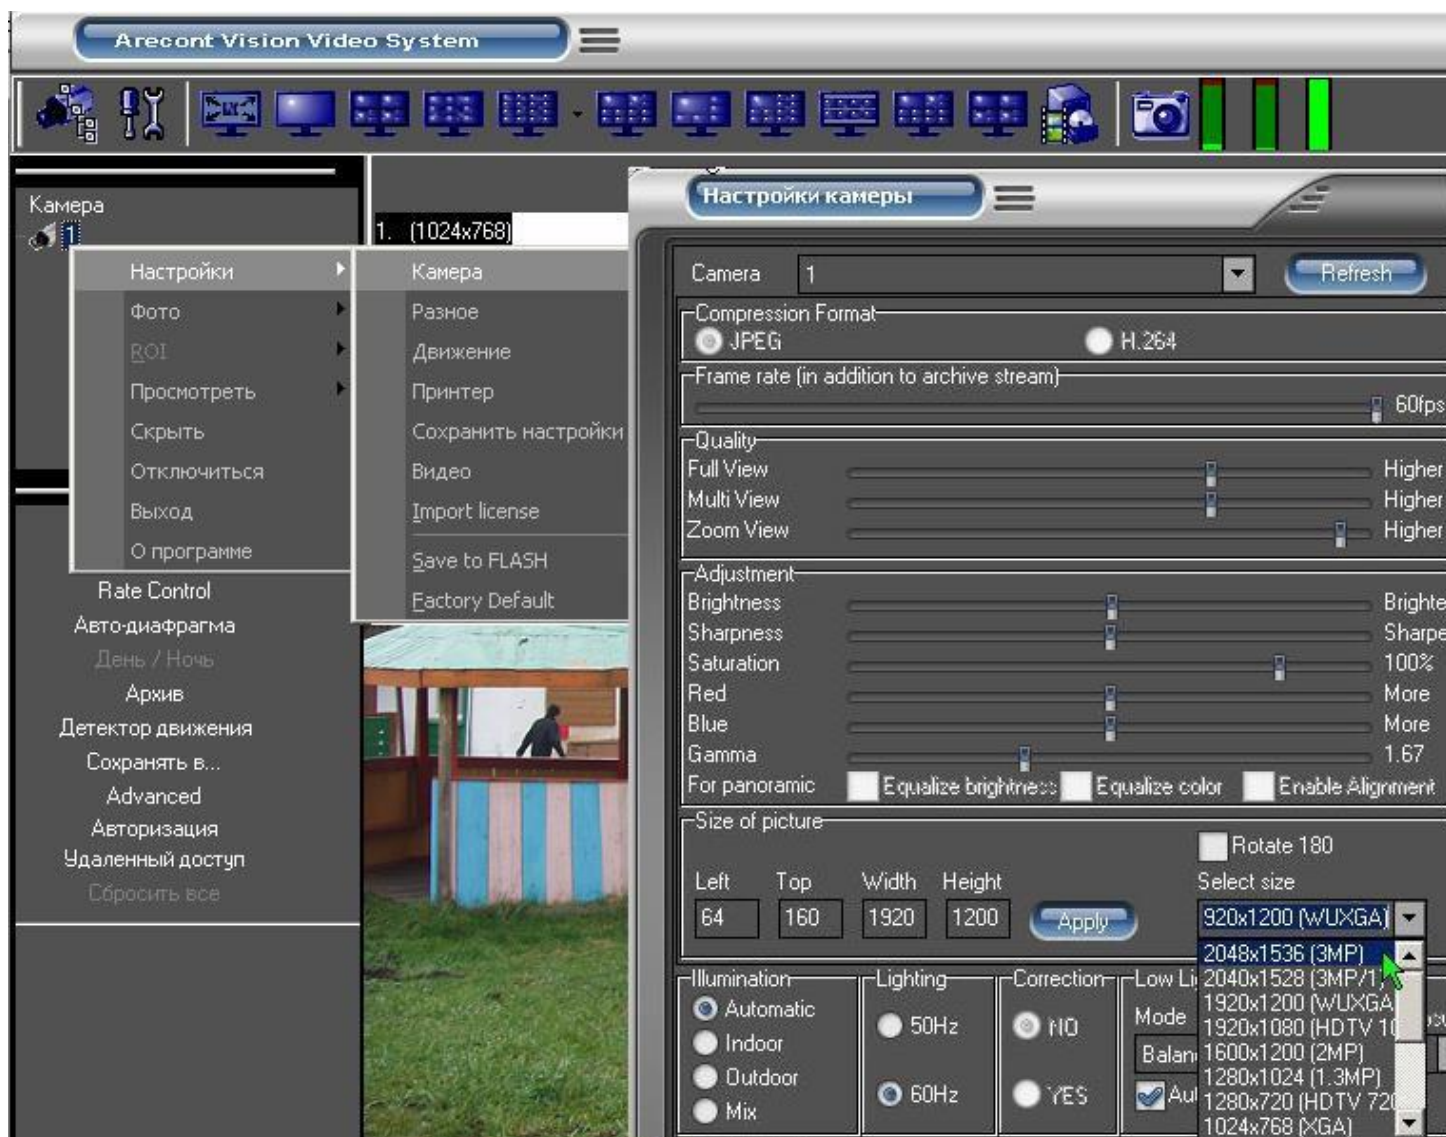 Arecont Vision Video System
Камера
1
1. (1024x768)
Настройки
Фото
ROI
Просмотреть
Скрыть
Отключиться
Выход
О программе
Камера
Разное
Движение
Принтер
Сохранить настройки
Видео
Import license
Save to FLASH
Factory Default
Rate Control
Авто-диафрагма
День / Ночь
Архив
Детектор движения
Сохранять в...
Advanced
Авторизация
Удаленный доступ
Сбросить все
Настройки камеры
Camera 1 Refresh
Compression Format
JPEG H.264
Frame rate (in addition to archive stream)
60fps
Quality
Full View Higher
Multi View Higher
Zoom View Higher
Adjustment
Brightness Brighte
Sharpness Sharpe
Saturation 100%
Red More
Blue More
Gamma 1.67
For panoramic Equalize brightness Equalize color Enable Alignment
Size of picture
Rotate 180
Left Top Width Height Select size
64 160 1920 1200 Apply 920x1200 (WUXGA)
2048x1536 (3MP)
2040x1528 (3MP/1
1920x1200 (WUXGA
1920x1080 (HDTV 10
1600x1200 (2MP)
1280x1024 (1.3MP)
1280x720 (HDTV 720
1024x768 (XGA)
Illumination Lighting Correction Low Li
Automatic
Indoor
Outdoor
Mix
50Hz
60Hz
NO
YES
Mode
Balan
Au